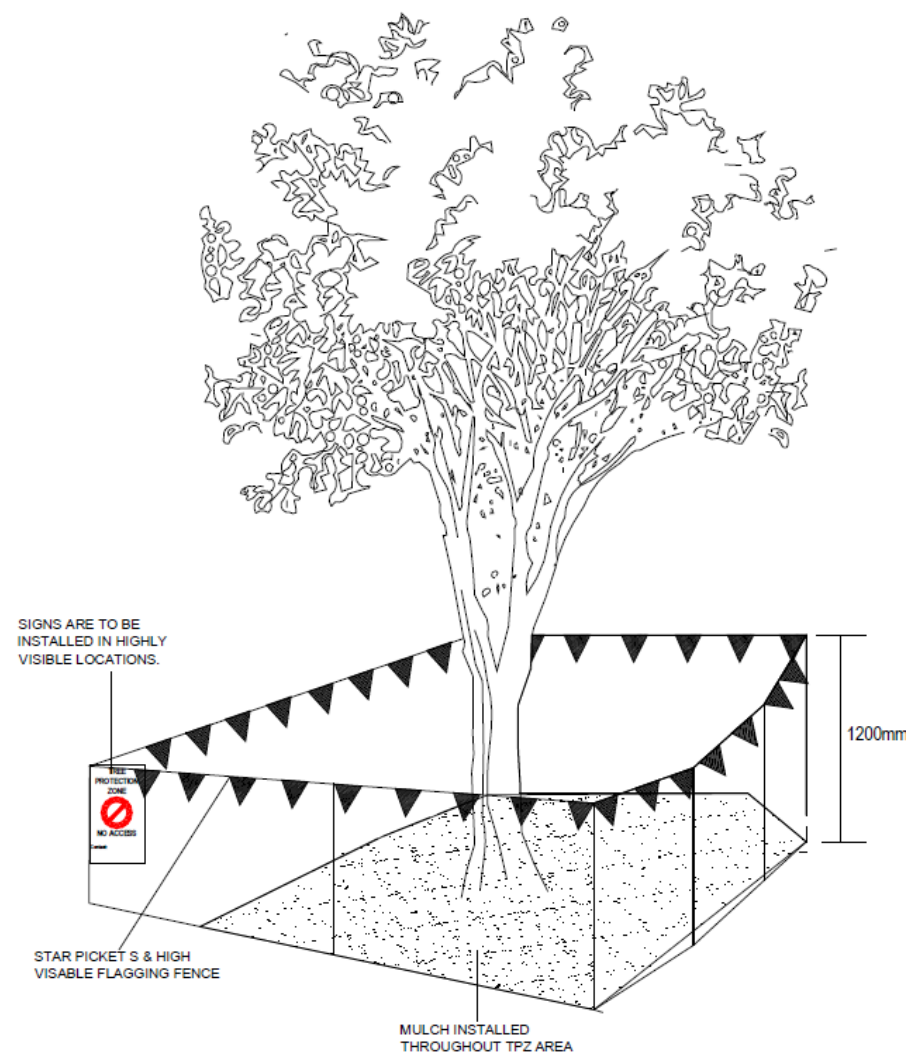 SIGNS ARE TO BE
INSTALLED IN HIGHLY
VISIBLE LOCATIONS.
1200mm
TREE
PROTECTION
ZONE
NO ACCESS
Contact:
STAR PICKET S & HIGH
VISABLE FLAGGING FENCE
MULCH INSTALLED
THROUGHOUT TPZ AREA